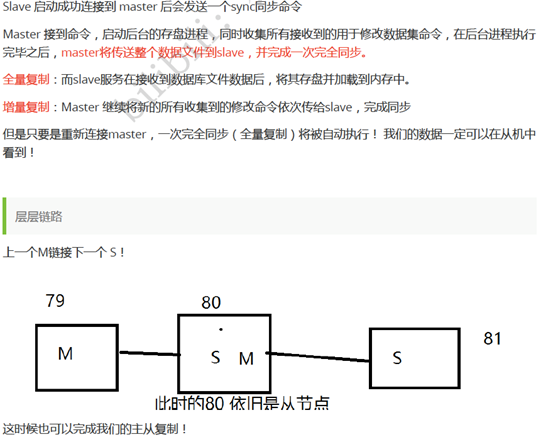 Slave 启动成功连接到 master 后会发送一个sync同步命令
Master 接到命令，启动后台的存盘进程，同时收集所有接收到的用于修改数据集命令，在后台进程执行
完毕之后，master将传送整个数据文件到slave，并完成一次完全同步。
全量复制：而slave服务在接收到数据库文件数据后，将其存盘并加载到内存中。
增量复制：Master 继续将新的所有收集到的修改命令依次传给slave，完成同步
但是只要是重新连接master，一次完全同步（全量复制）将被自动执行！ 我们的数据一定可以在从机中
看到！
层层链路
上一个M链接下一个 S！
79
80
81
M
S M
S
此时的80 依旧是从节点
这时候也可以完成我们的主从复制！